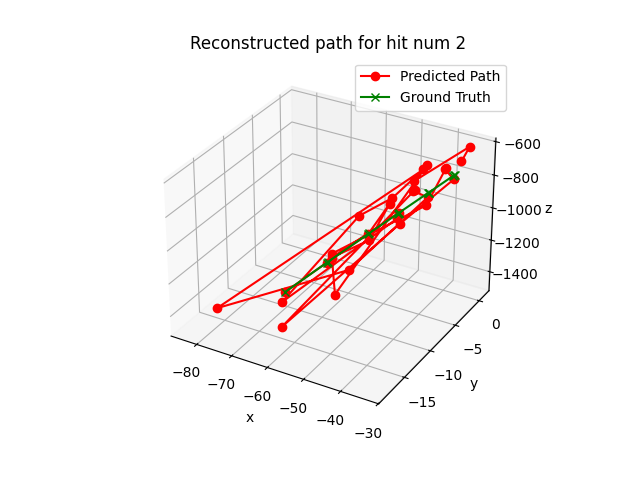 Reconstructed path for hit num 2
Predicted Path
Ground Truth
−600
−800
−1000
−1200
−1400
z
0
−5
−10
−15
y
−80
−70
−60
−50
−40
−30
x